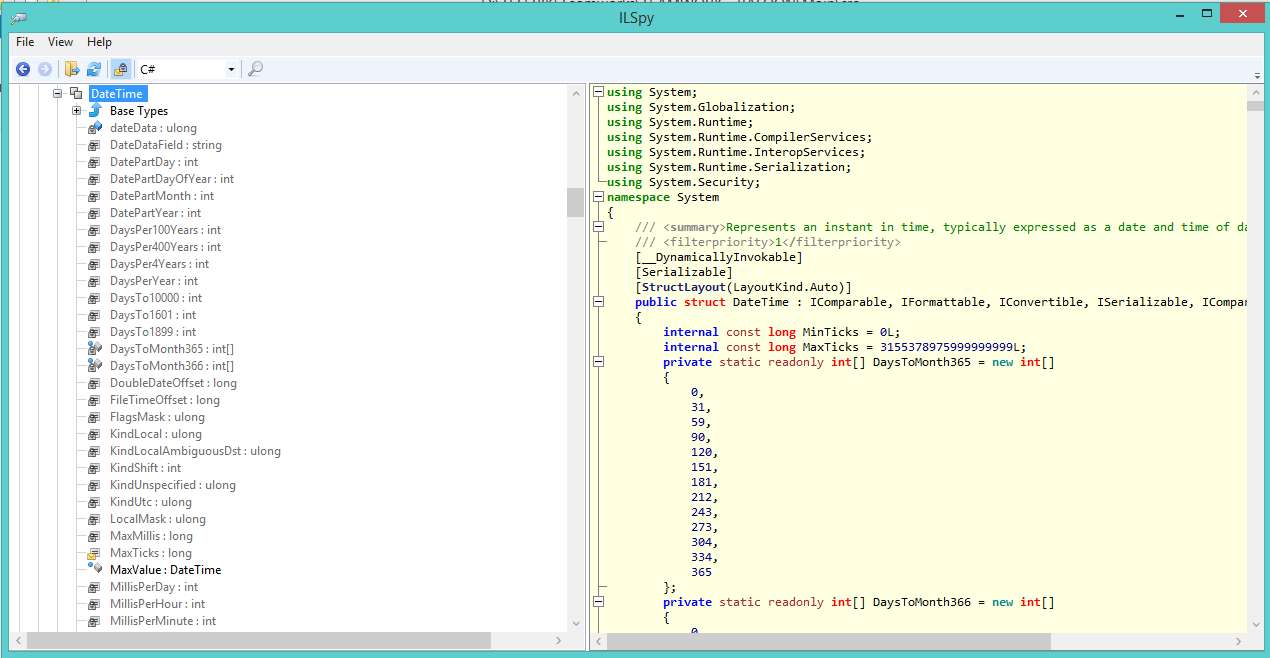 ILSpy
File View Help
C#
DateTime
Base Types
dateData : ulong
DateDataField : string
DatePartDay : int
DatePartDayOfYear : int
DatePartMonth : int
DatePartYear : int
DaysPer100Years : int
DaysPer400Years : int
DaysPer4Years : int
DaysPerYear : int
DaysTo10000 : int
DaysTo1601 : int
DaysTo1899 : int
DaysToMonth365 : int[]
DaysToMonth366 : int[]
DoubleDateOffset : long
FileTimeOffset : long
FlagsMask : ulong
KindLocal : ulong
KindLocalAmbiguousDst : ulong
KindShift : int
KindUnspecified : ulong
KindUtc : ulong
LocalMask : ulong
MaxMillis : long
MaxTicks : long
MaxValue : DateTime
MillisPerDay : int
MillisPerHour : int
MillisPerMinute : int
using System;
using System.Globalization;
using System.Runtime;
using System.Runtime.CompilerServices;
using System.Runtime.InteropServices;
using System.Runtime.Serialization;
using System.Security;
namespace System
{
/// <summary>Represents an instant in time, typically expressed as a date and time of da
/// <filterpriority>1</filterpriority>
[__DynamicallyInvokable]
[Serializable]
[StructLayout(LayoutKind.Auto)]
public struct DateTime : IComparable, IFormattable, IConvertible, ISerializable, ICompar
{
internal const long MinTicks = 0L;
internal const long MaxTicks = 3155378975999999999L;
private static readonly int[] DaysToMonth365 = new int[]
{
0,
31,
59,
90,
120,
151,
181,
212,
243,
273,
304,
334,
365
};
private static readonly int[] DaysToMonth366 = new int[]
{
0,